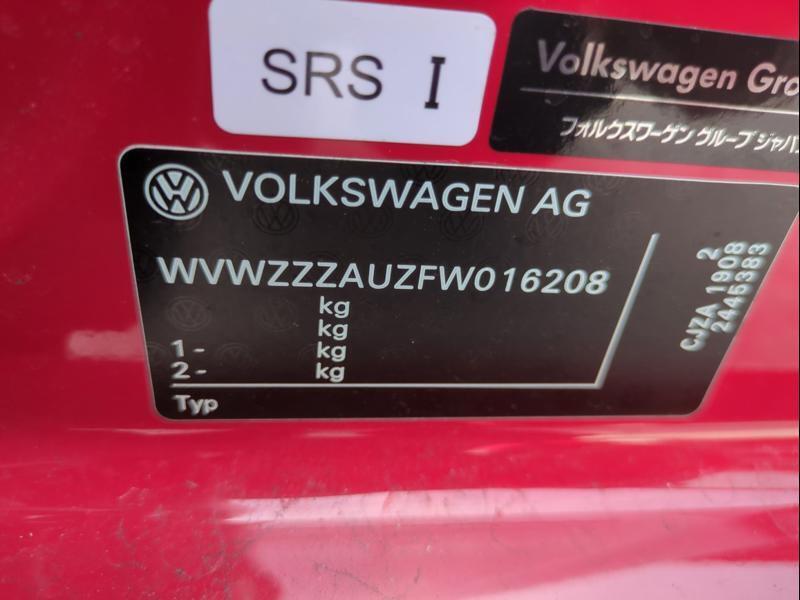 SRS I
Volkswagen Gro
フォルクスワーゲン グループ ジャパン
VOLKSWAGEN AG
WVWZZZAUZFW016208
kg
kg
1 - kg
2 - kg
Typ
2
CJZA 1908
2445383